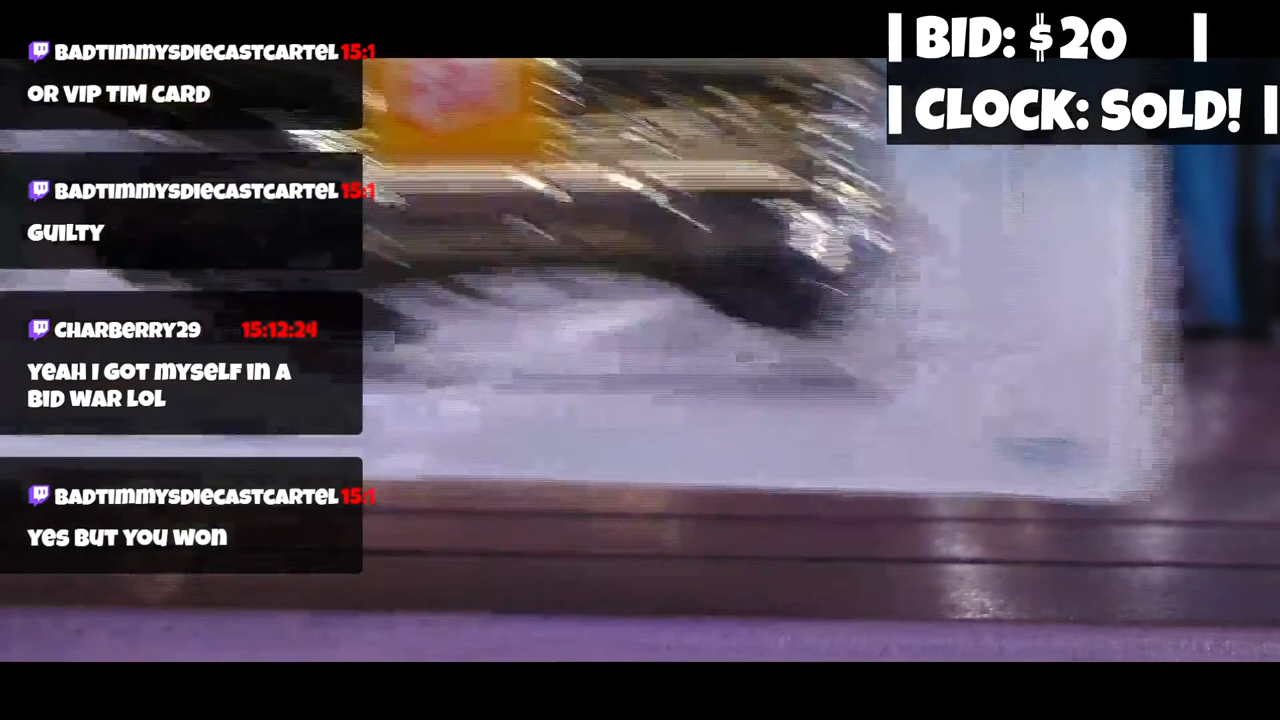 BADTIMMYSDIECASTCARTEL 15:1
OR VIP TIM CARD
BADTIMMYSDIECASTCARTEL 15:1
GUILTY
CHARBERRY29 15:12:24
YEAH I GOT MYSELF IN A
BID WAR LOL
BADTIMMYSDIECASTCARTEL 15:1
YES BUT YOU WON
| BID: $20 |
| CLOCK: SOLD! |